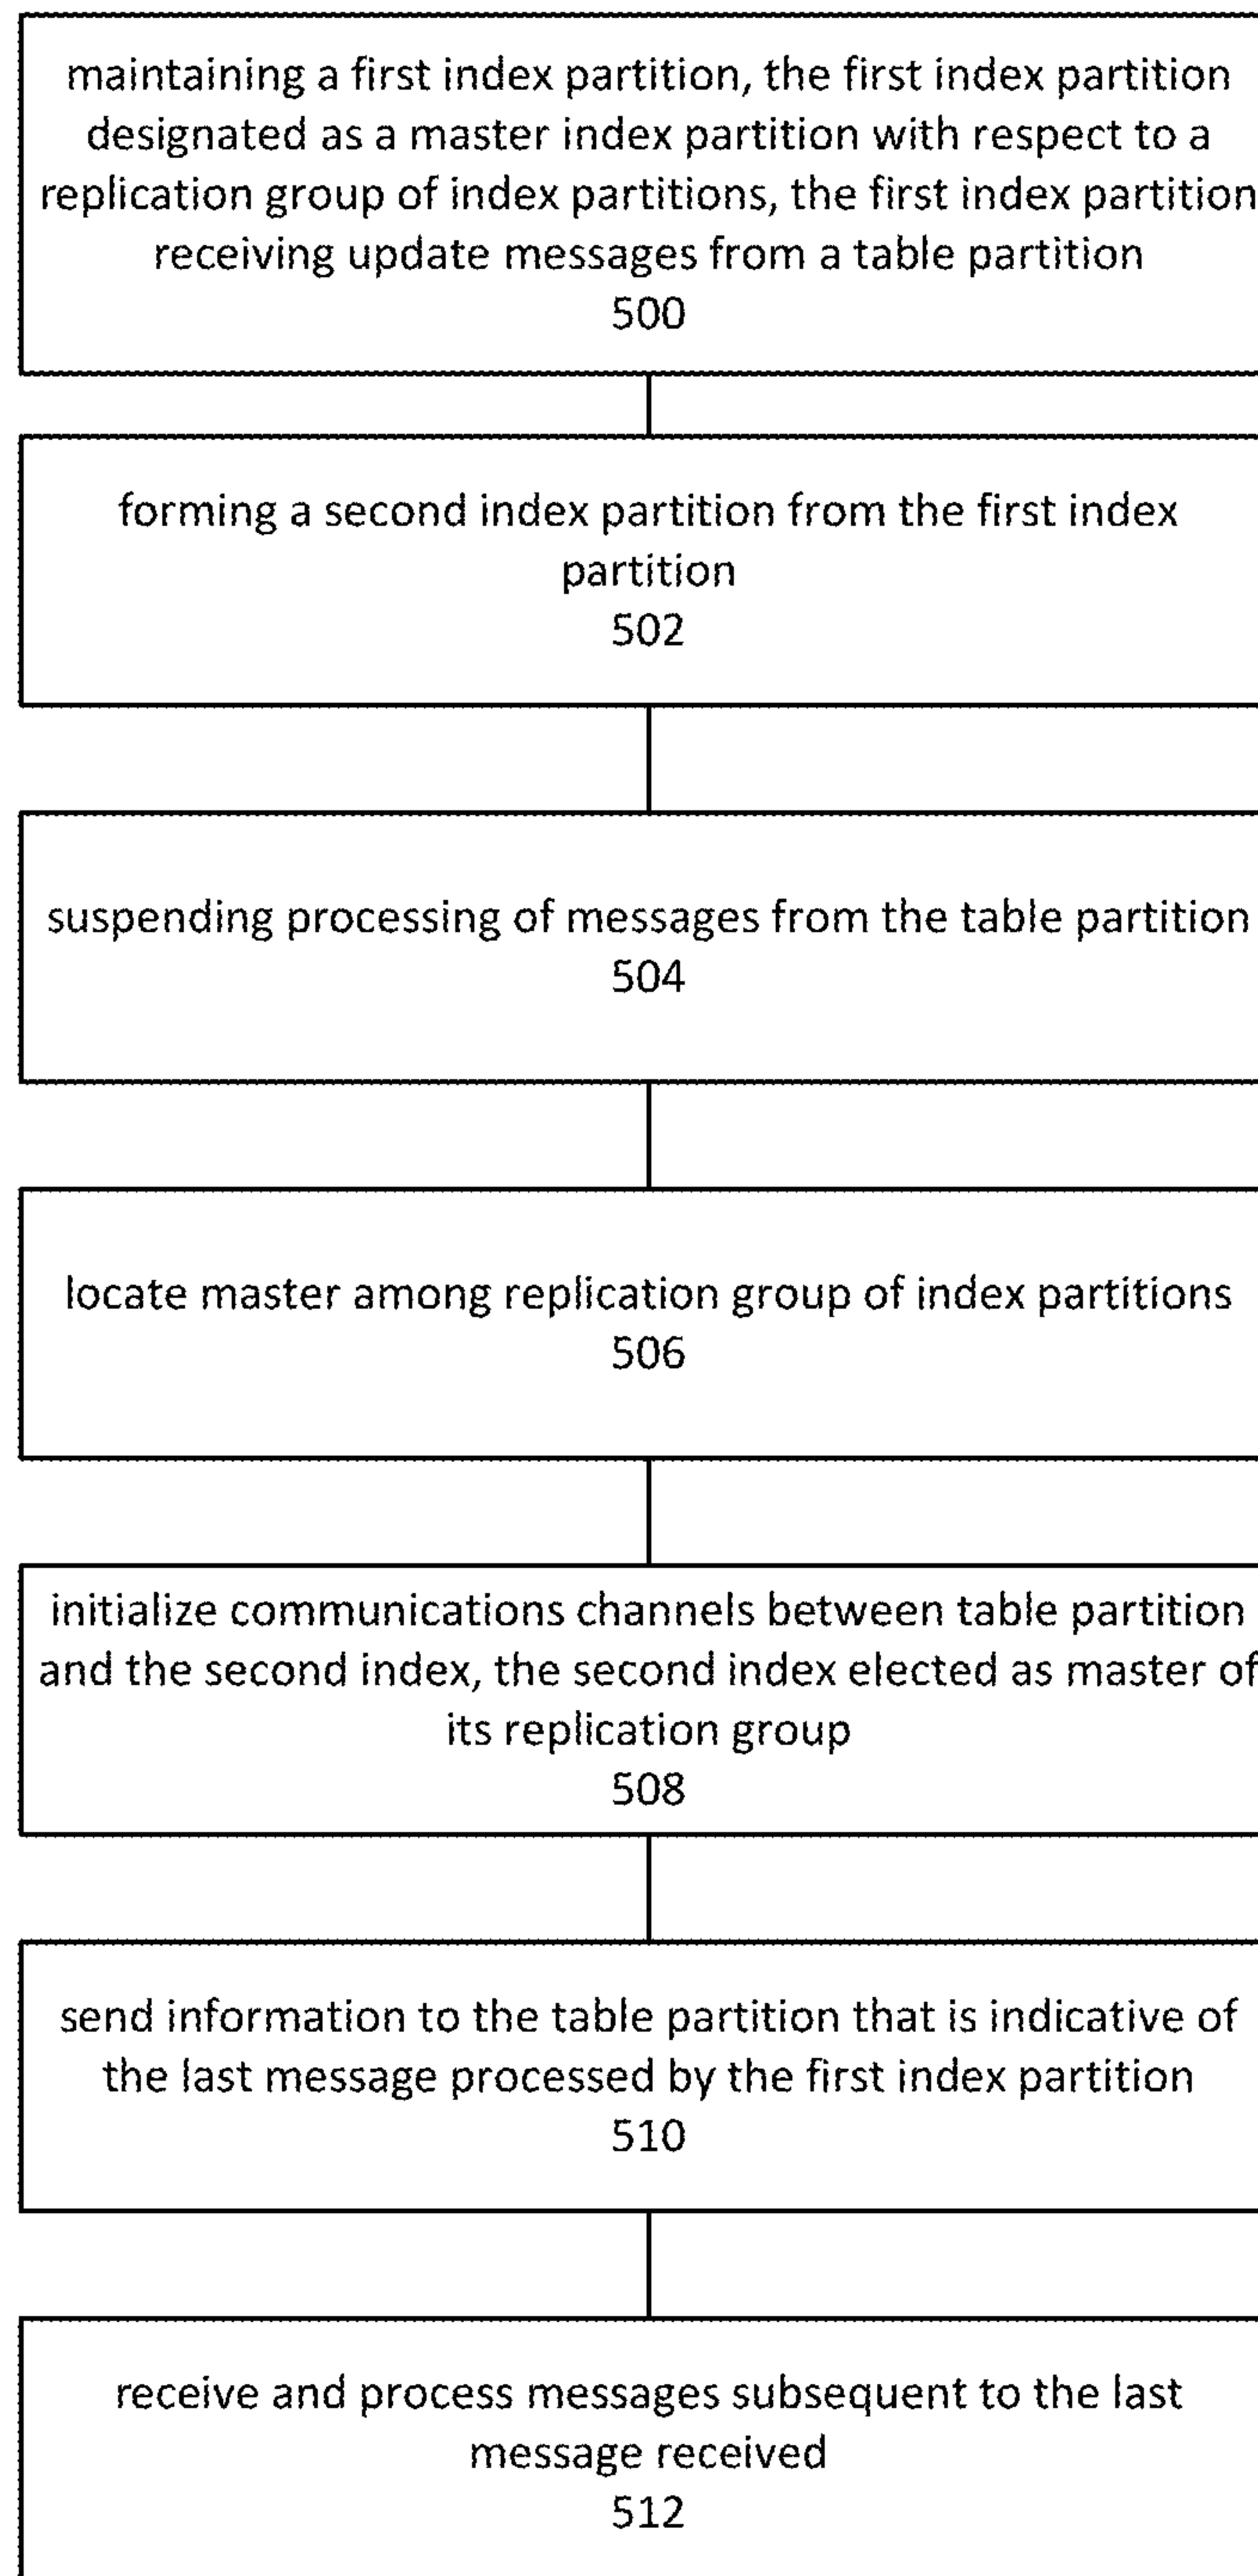 maintaining a first index partition, the first index partition
designated as a master index partition with respect to a
replication group of index partitions, the first index partition
receiving update messages from a table partition
500
forming a second index partition from the first index
partition
502
suspending processing of messages from the table partition
504
locate master among replication group of index partitions
506
initialize communications channels between table partition
and the second index, the second index elected as master of
its replication group
508
send information to the table partition that is indicative of
the last message processed by the first index partition
510
receive and process messages subsequent to the last
message received
512